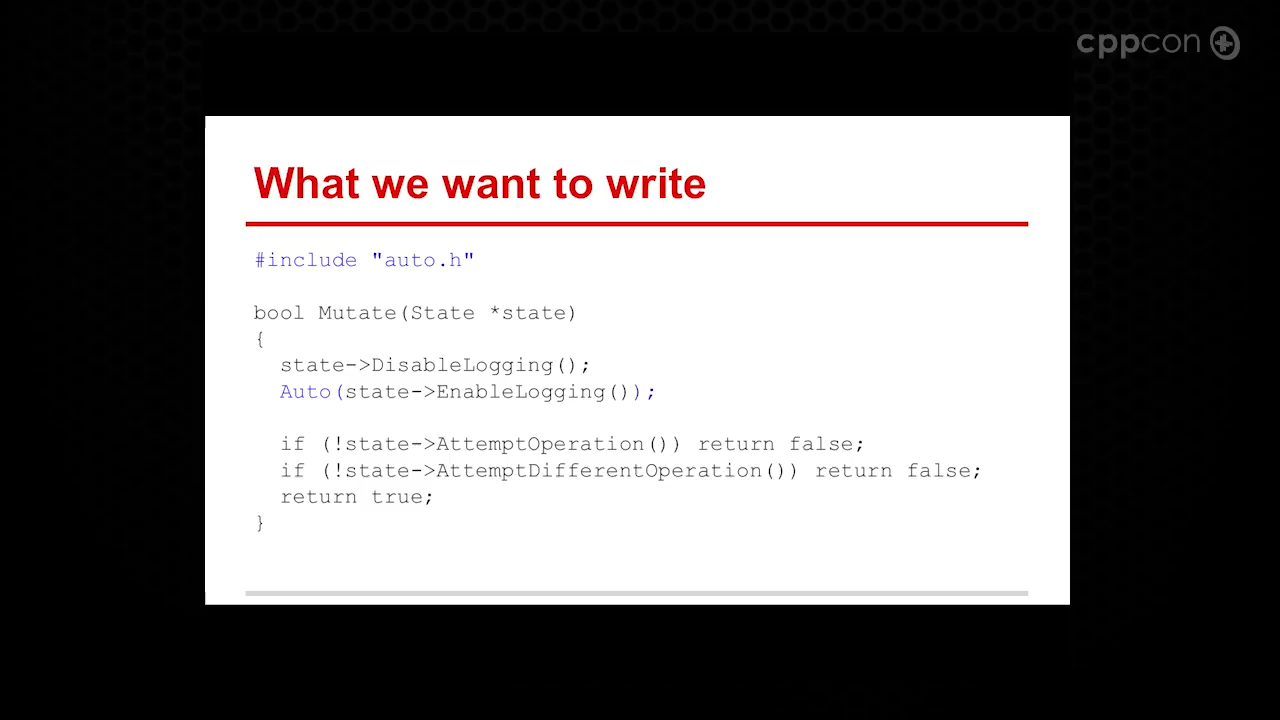 cppcon
What we want to write
#include "auto.h"
bool Mutate(State *state)
{
state->DisableLogging();
Auto(state->EnableLogging());
if (!state->AttemptOperation()) return false;
if (!state->AttemptDifferentOperation()) return false;
return true;
}